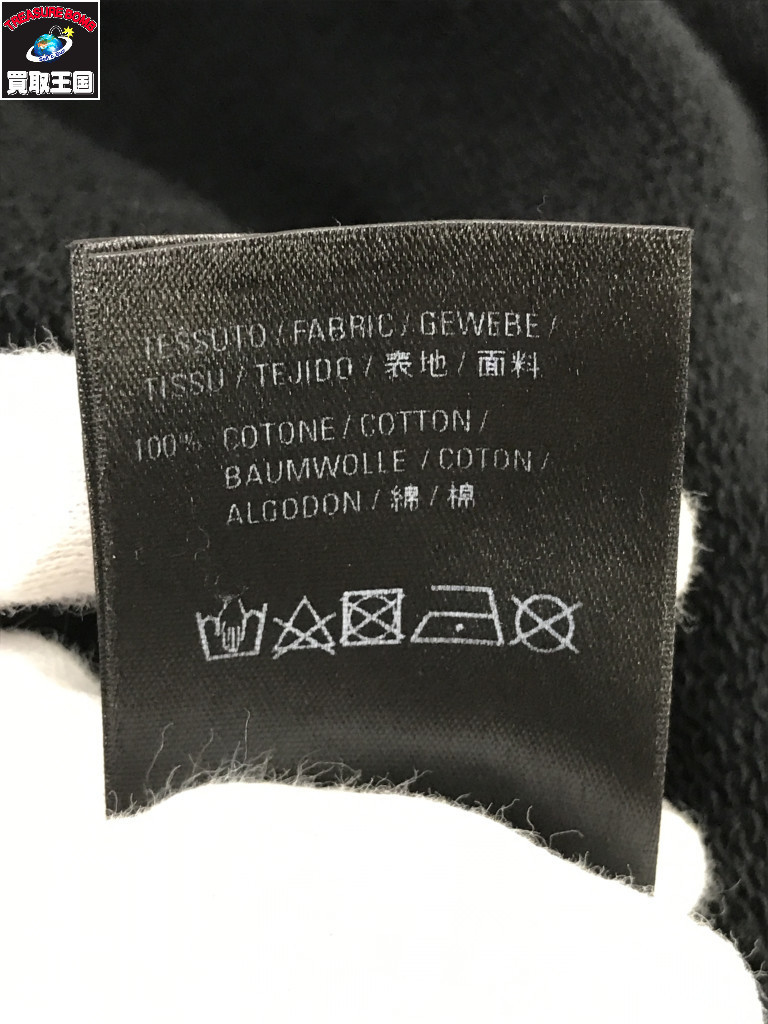 TREASURE BOMB
買取王国
TESSUTO / FABRIC / GEWEBE /
TISSU / TEJIDO / 表地 / 面料
100% COTONE / COTTON /
BAUMWOLLE / COTON /
ALGODON / 綿 / 棉